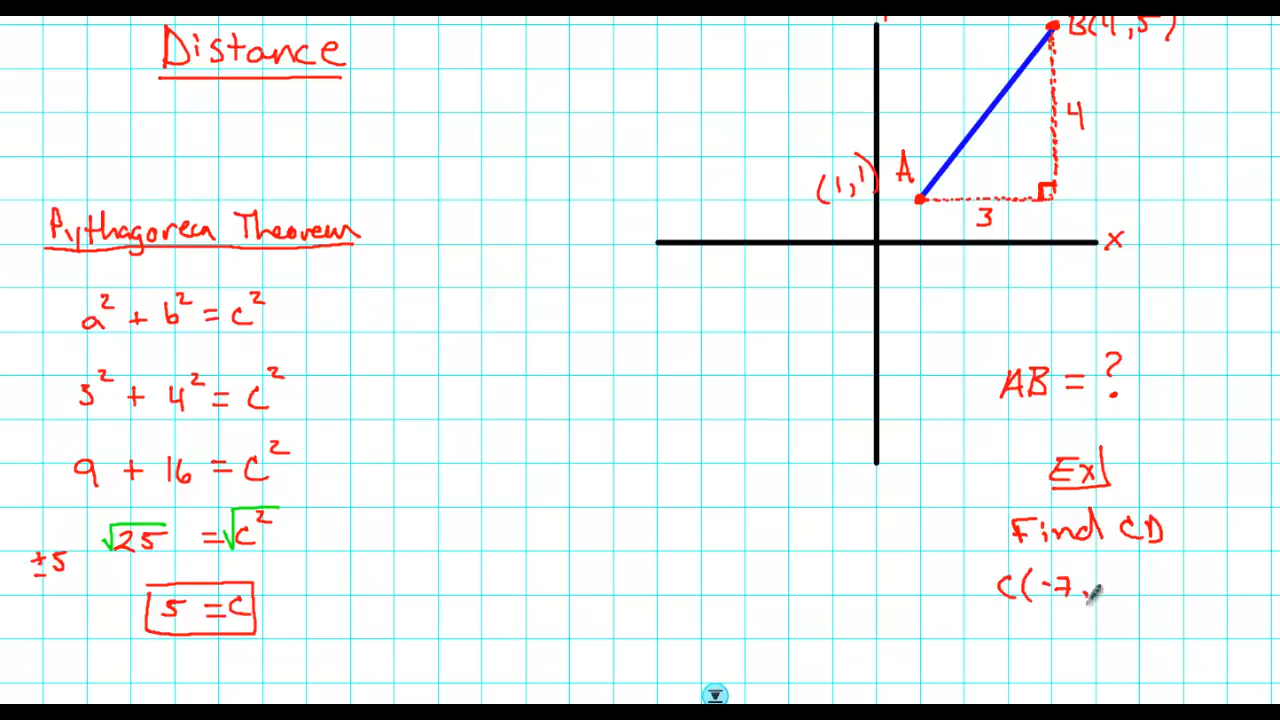 Distance
Pythagorean Theorem
a² + b² = c²
3² + 4² = c²
9 + 16 = c²
√25 = √c²
±5
5 = c
B(4,5)
4
A
(1,1)
3
x
AB = ?
Ex
Find CD
C(-7,